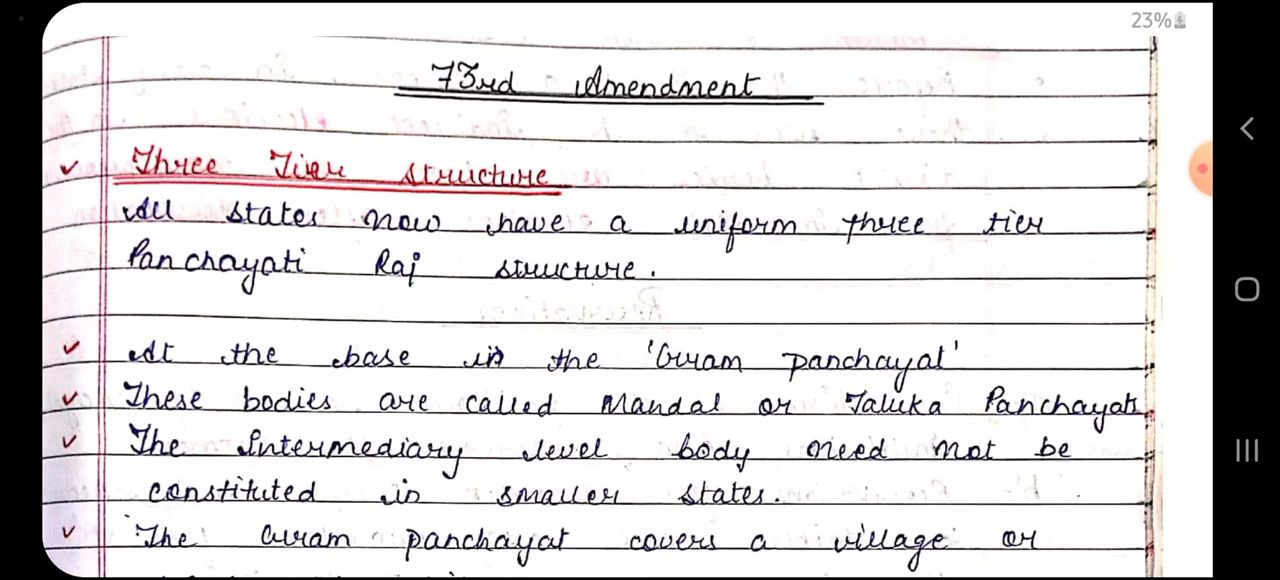 23%
73rd Amendment
Three Tier structure
All states now have a uniform three tier
Panchayati Raj structure.
At the base is the 'Gram panchayat'
These bodies are called Mandal or Taluka Panchayats
The Intermediary level body need not be
constituted in smaller states.
The Gram panchayat covers a village or